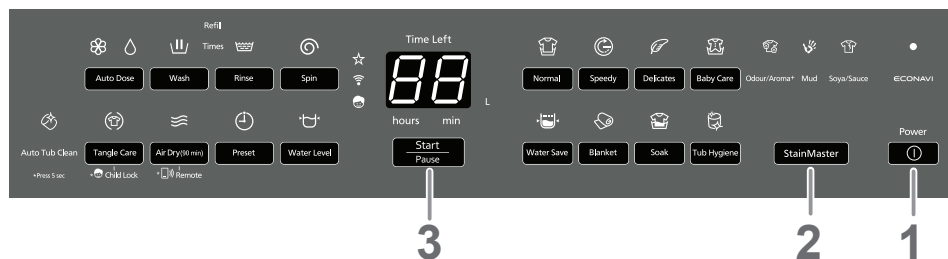 Refill
Times
Auto Dose
Wash
Rinse
Spin
Time Left
88
L
hours min
Start
Pause
Normal
Speedy
Delicates
Baby Care
Odour/Aroma+
Mud
Soya/Sauce
ECONAVI
Auto Tub Clean
*Press 5 sec
Tangle Care
*Child Lock
Air Dry(90 min)
*Remote
Preset
Water Level
Water Save
Blanket
Soak
Tub Hygiene
StainMaster
Power
3
2
1